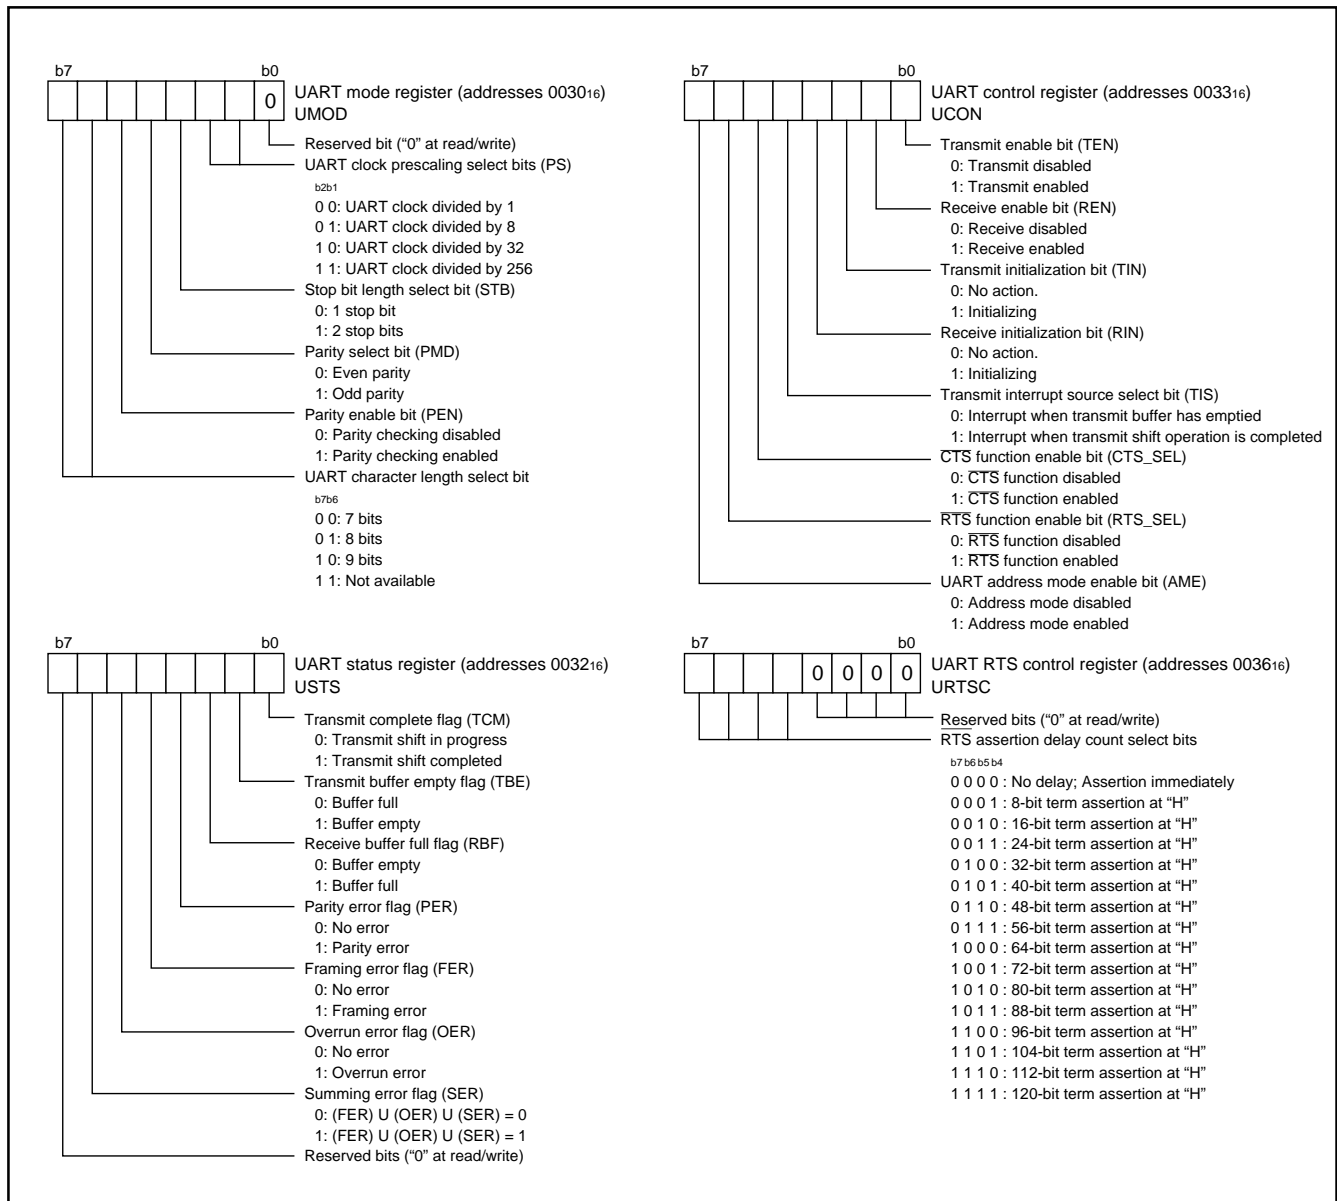 b7 b0
0
UART mode register (addresses 003016)
UMOD
Reserved bit (“0” at read/write)
UART clock prescaling select bits (PS)
b2b1
0 0: UART clock divided by 1
0 1: UART clock divided by 8
1 0: UART clock divided by 32
1 1: UART clock divided by 256
Stop bit length select bit (STB)
0: 1 stop bit
1: 2 stop bits
Parity select bit (PMD)
0: Even parity
1: Odd parity
Parity enable bit (PEN)
0: Parity checking disabled
1: Parity checking enabled
UART character length select bit
b7b6
0 0: 7 bits
0 1: 8 bits
1 0: 9 bits
1 1: Not available
b7 b0
UART control register (addresses 003316)
UCON
Transmit enable bit (TEN)
0: Transmit disabled
1: Transmit enabled
Receive enable bit (REN)
0: Receive disabled
1: Receive enabled
Transmit initialization bit (TIN)
0: No action.
1: Initializing
Receive initialization bit (RIN)
0: No action.
1: Initializing
Transmit interrupt source select bit (TIS)
0: Interrupt when transmit buffer has emptied
1: Interrupt when transmit shift operation is completed
CTS function enable bit (CTS_SEL)
0: CTS function disabled
1: CTS function enabled
RTS function enable bit (RTS_SEL)
0: RTS function disabled
1: RTS function enabled
UART address mode enable bit (AME)
0: Address mode disabled
1: Address mode enabled
b7 b0
UART status register (addresses 003216)
USTS
Transmit complete flag (TCM)
0: Transmit shift in progress
1: Transmit shift completed
Transmit buffer empty flag (TBE)
0: Buffer full
1: Buffer empty
Receive buffer full flag (RBF)
0: Buffer empty
1: Buffer full
Parity error flag (PER)
0: No error
1: Parity error
Framing error flag (FER)
0: No error
1: Framing error
Overrun error flag (OER)
0: No error
1: Overrun error
Summing error flag (SER)
0: (FER) U (OER) U (SER) = 0
1: (FER) U (OER) U (SER) = 1
Reserved bits (“0” at read/write)
b7 b0
0 0 0 0
UART RTS control register (addresses 003616)
URTSC
Reserved bits (“0” at read/write)
RTS assertion delay count select bits
b7 b6 b5 b4
0 0 0 0 : No delay; Assertion immediately
0 0 0 1 : 8-bit term assertion at “H”
0 0 1 0 : 16-bit term assertion at “H”
0 0 1 1 : 24-bit term assertion at “H”
0 1 0 0 : 32-bit term assertion at “H”
0 1 0 1 : 40-bit term assertion at “H”
0 1 1 0 : 48-bit term assertion at “H”
0 1 1 1 : 56-bit term assertion at “H”
1 0 0 0 : 64-bit term assertion at “H”
1 0 0 1 : 72-bit term assertion at “H”
1 0 1 0 : 80-bit term assertion at “H”
1 0 1 1 : 88-bit term assertion at “H”
1 1 0 0 : 96-bit term assertion at “H”
1 1 0 1 : 104-bit term assertion at “H”
1 1 1 0 : 112-bit term assertion at “H”
1 1 1 1 : 120-bit term assertion at “H”